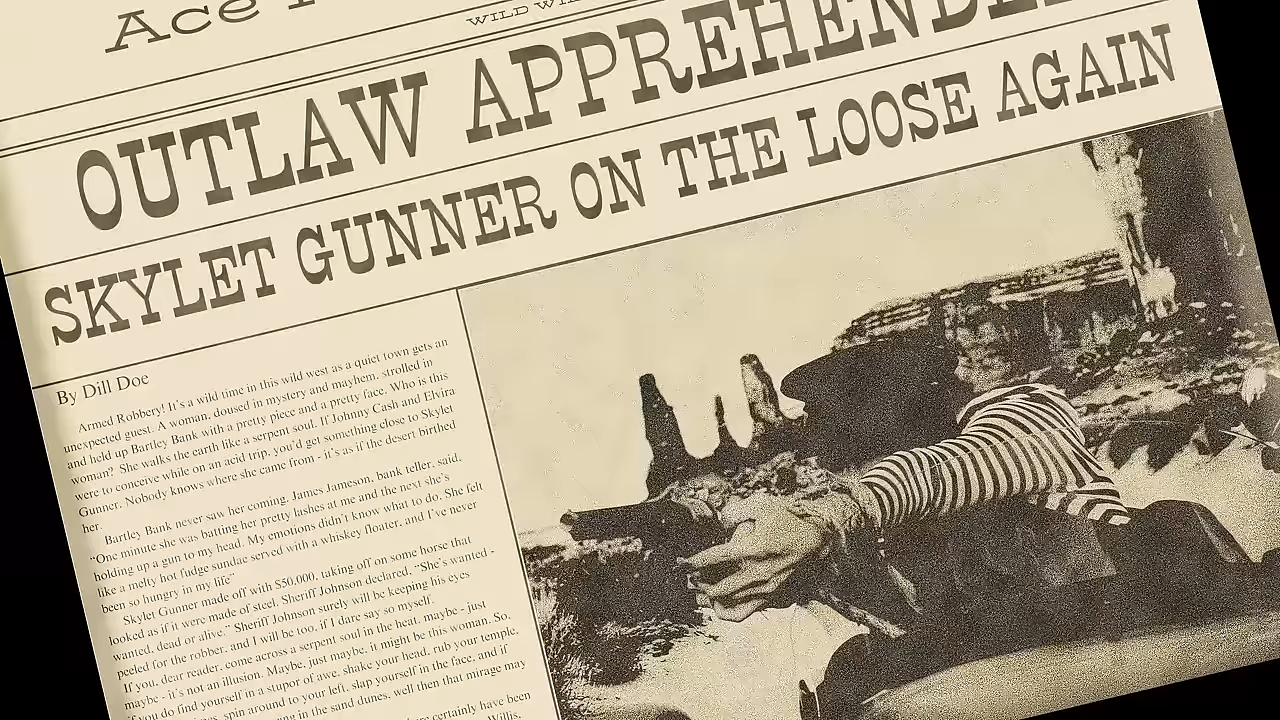 Ace
WILD
OUTLAW APPREHENDE
SKYLET GUNNER ON THE LOOSE AGAIN
By Dill Doe
Armed Robbery! It's a wild time in this wild west as a quiet town gets an
unexpected guest. A woman, doused in mystery and mayhem, strolled in
and held up Bartley Bank with a pretty piece and a pretty face. Who is this
woman? She walks the earth like a serpent soul. If Johnny Cash and Elvira
were to conceive while on an acid trip, you'd get something close to Skylet
Gunner. Nobody knows where she came from - it's as if the desert birthed
her.
Bartley Bank never saw her coming. James Jameson, bank teller, said,
"One minute she was batting her pretty lashes at me and the next she's
holding up a gun to my head. My emotions didn't know what to do. She felt
like a melty hot fudge sundae served with a whiskey floater, and I've never
been so hungry in my life"
Skylet Gunner made off with $50,000, taking off on some horse that
looked as if it were made of steel. Sheriff Johnson declared, "She's wanted -
wanted, dead or alive." Sheriff Johnson surely will be keeping his eyes
peeled for the robber, and I will be too, if I dare say so myself.
If you, dear reader, come across a serpent soul in the heat, maybe - just
maybe - it's not an illusion. Maybe, just maybe, it might be this woman. So,
if you do find yourself in a stupor of awe, shake your head, rub your temple,
spin around to your left, slap yourself in the face, and if
in the sand dunes, well then that mirage may
certainly have been
Willis,